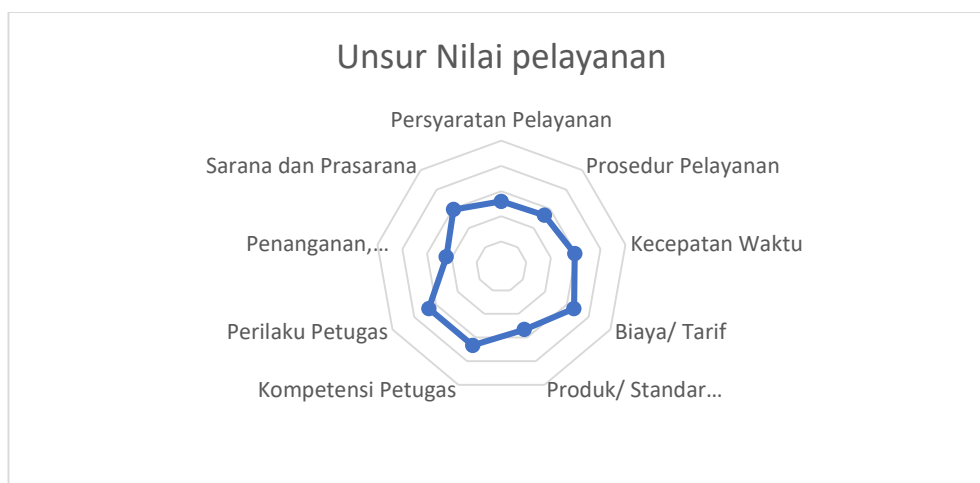 Unsur Nilai pelayanan
Persyaratan Pelayanan
Prosedur Pelayanan
Kecepatan Waktu
Biaya/ Tarif
Produk/ Standar...
Kompetensi Petugas
Perilaku Petugas
Penanganan,...
Sarana dan Prasarana